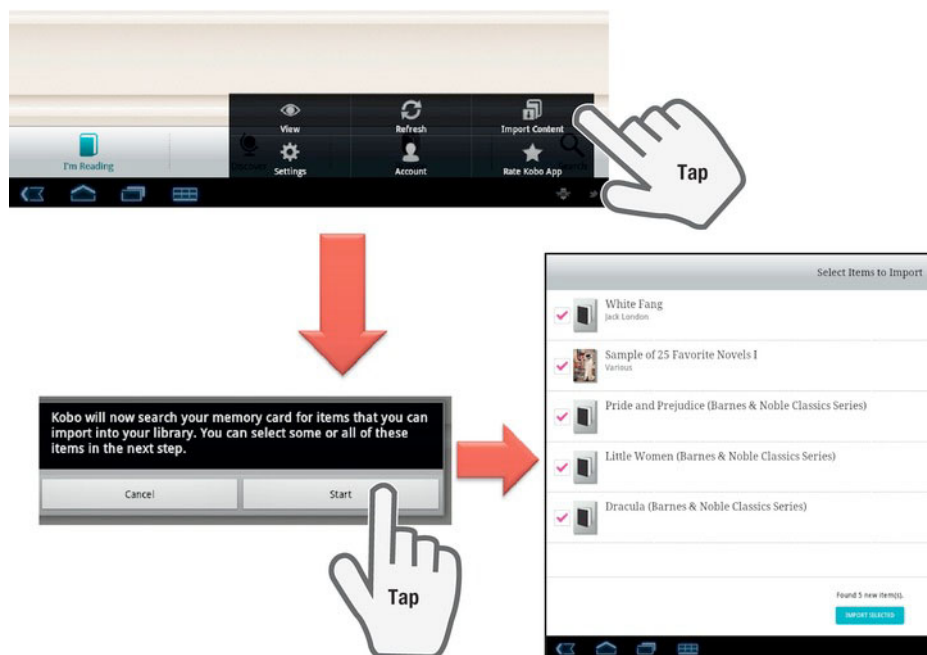 View
Refresh
Import Content
I'm Reading
Discover
Search
Settings
Account
Rate Kobo App
Tap
Select Items to Import
White Fang
Jack London
Sample of 25 Favorite Novels I
Various
Pride and Prejudice (Barnes & Noble Classics Series)
Little Women (Barnes & Noble Classics Series)
Dracula (Barnes & Noble Classics Series)
Found 5 new item(s).
IMPORT SELECTED
Kobo will now search your memory card for items that you can
import into your library. You can select some or all of these
items in the next step.
Cancel
Start
Tap